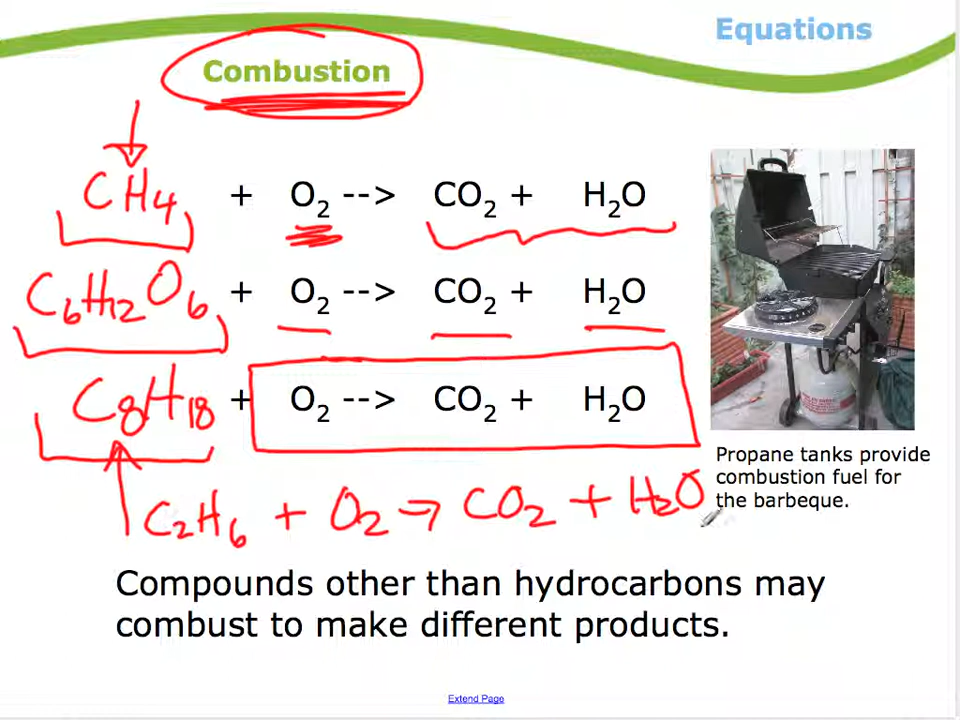 Equations
Combustion
CH4 + O2 --> CO2 + H2O
C6H12O6 + O2 --> CO2 + H2O
C8H18 + O2 --> CO2 + H2O
C2H6 + O2 → CO2 + H2O
Propane tanks provide
combustion fuel for
the barbeque.
Compounds other than hydrocarbons may
combust to make different products.
Extend Page